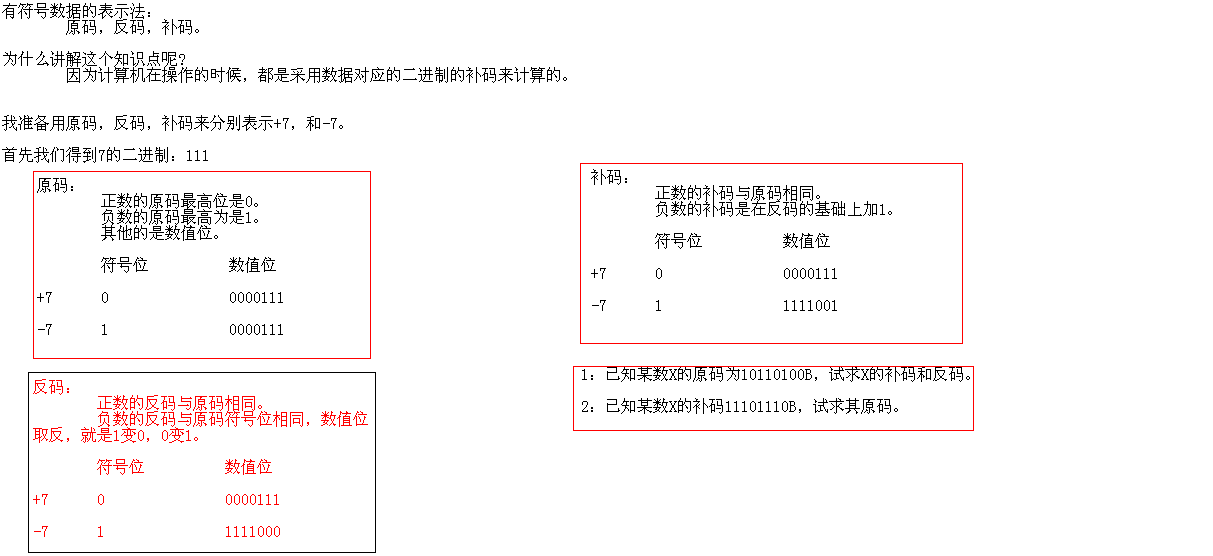 有符号数据的表示法：
原码，反码，补码。
为什么讲解这个知识点呢?
因为计算机在操作的时候，都是采用数据对应的二进制的补码来计算的。
我准备用原码，反码，补码来分别表示+7，和-7。
首先我们得到7的二进制：111
原码：
正数的原码最高位是0。
负数的原码最高为是1。
其他的是数值位。
符号位 数值位
+7 0 0000111
-7 1 0000111
反码：
正数的反码与原码相同。
负数的反码与原码符号位相同，数值位
取反，就是1变0，0变1。
符号位 数值位
+7 0 0000111
-7 1 1111000
补码：
正数的补码与原码相同。
负数的补码是在反码的基础上加1。
符号位 数值位
+7 0 0000111
-7 1 1111001
1：已知某数X的原码为10110100B，试求X的补码和反码。
2：已知某数X的补码11101110B，试求其原码。